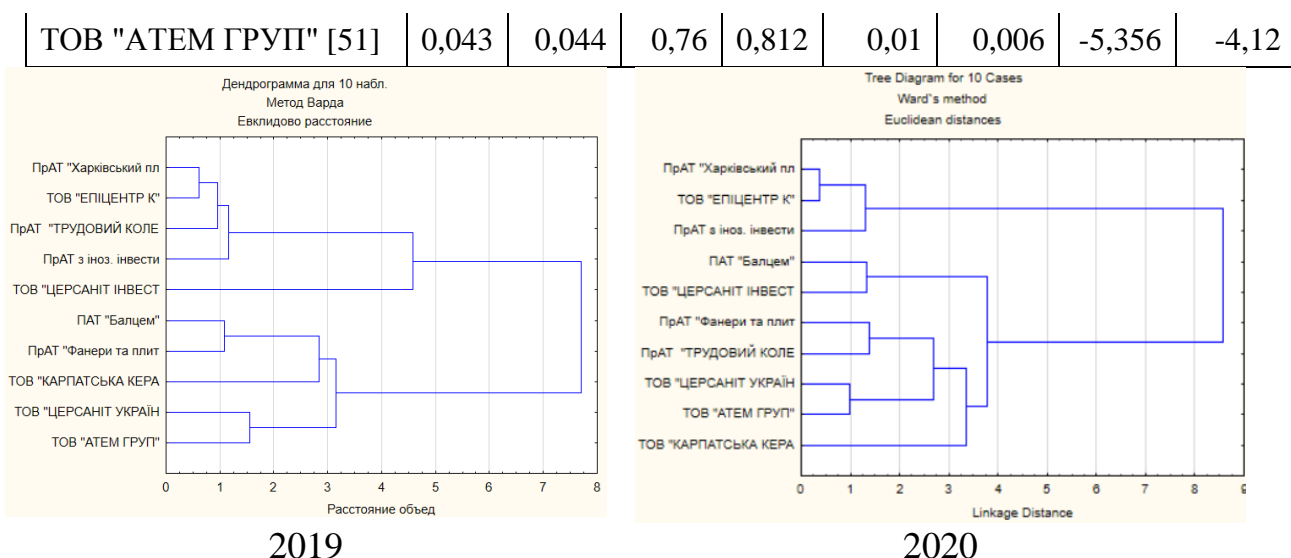 ТОВ "АТЕМ ГРУП" [51] 0,043 0,044 0,76 0,812 0,01 0,006 -5,356 -4,12
Дендрограмма для 10 набл.
Метод Варда
Евклидово расстояние
ПрАТ "Харківський пл
ТОВ "ЕПІЦЕНТР К"
ПрАТ "ТРУДОВИЙ КОЛЕ
ПрАТ з іноз. інвести
ТОВ "ЦЕРСАНІТ ІНВЕСТ
ПАТ "Балцем"
ПрАТ "Фанери та плит
ТОВ "КАРПАТСЬКА КЕРА
ТОВ "ЦЕРСАНІТ УКРАЇН
ТОВ "АТЕМ ГРУП"
0 1 2 3 4 5 6 7 8
Расстояние объед
2019
Tree Diagram for 10 Cases
Ward`s method
Euclidean distances
ПрАТ "Харківський пл
ТОВ "ЕПІЦЕНТР К"
ПрАТ з іноз. інвести
ПАТ "Балцем"
ТОВ "ЦЕРСАНІТ ІНВЕСТ
ПрАТ "Фанери та плит
ПрАТ "ТРУДОВИЙ КОЛЕ
ТОВ "ЦЕРСАНІТ УКРАЇН
ТОВ "АТЕМ ГРУП"
ТОВ "КАРПАТСЬКА КЕРА
0 1 2 3 4 5 6 7 8
Linkage Distance
2020